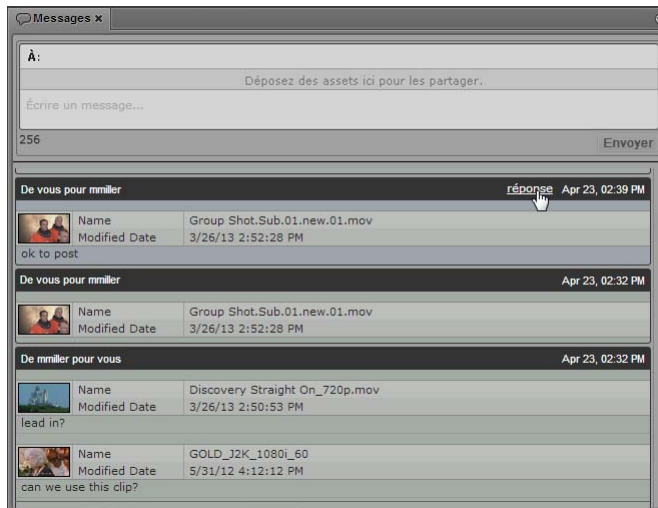 Messages x
À:
Déposez des assets ici pour les partager.
Écrire un message...
256 Envoyer
De vous pour mmiller réponse Apr 23, 02:39 PM
Name Group Shot.Sub.01.new.01.mov
Modified Date 3/26/13 2:52:28 PM
ok to post
De vous pour mmiller Apr 23, 02:32 PM
Name Group Shot.Sub.01.new.01.mov
Modified Date 3/26/13 2:52:28 PM
De mmiller pour vous Apr 23, 02:32 PM
Name Discovery Straight On_720p.mov
Modified Date 3/26/13 2:50:53 PM
lead in?
Name GOLD_J2K_1080i_60
Modified Date 5/31/12 4:12:12 PM
can we use this clip?